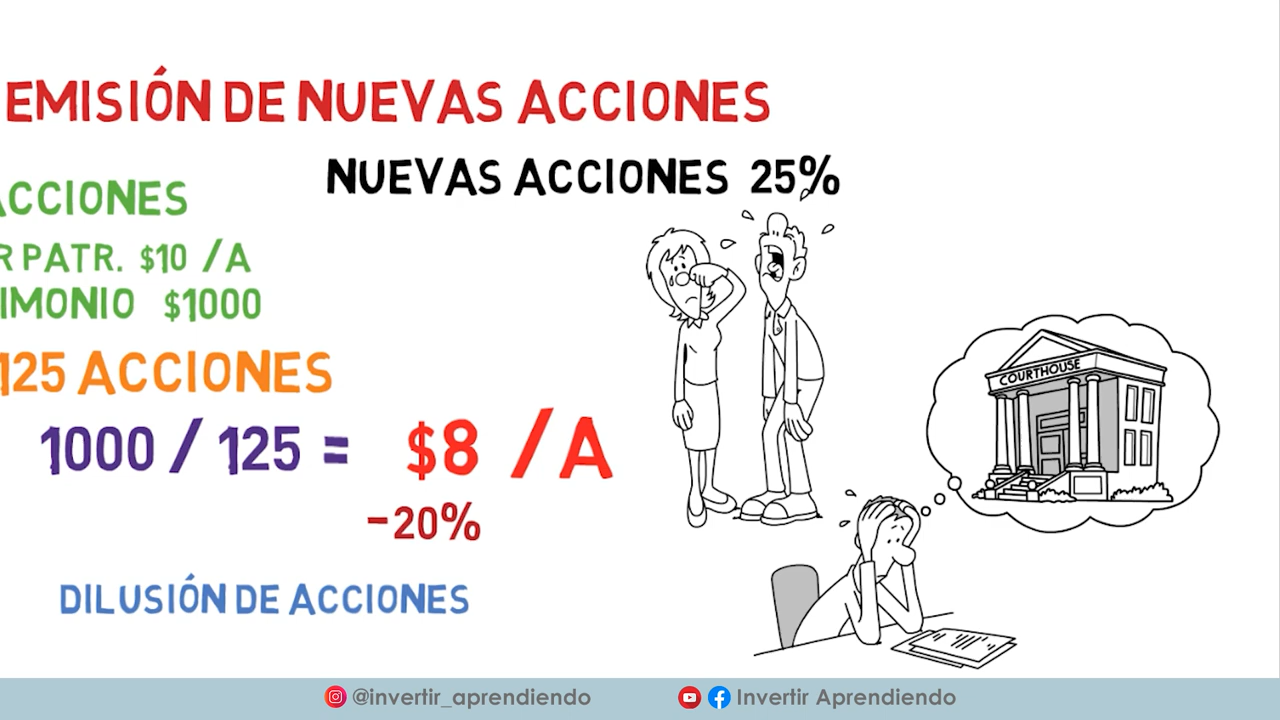 EMISIÓN DE NUEVAS ACCIONES
NUEVAS ACCIONES 25%
ACCIONES
R PATR. $10 /A
IMONIO $1000
125 ACCIONES
1000 / 125 = $8 /A
-20%
DILUSIÓN DE ACCIONES
COURTHOUSE
@invertir_aprendiendo
Invertir Aprendiendo